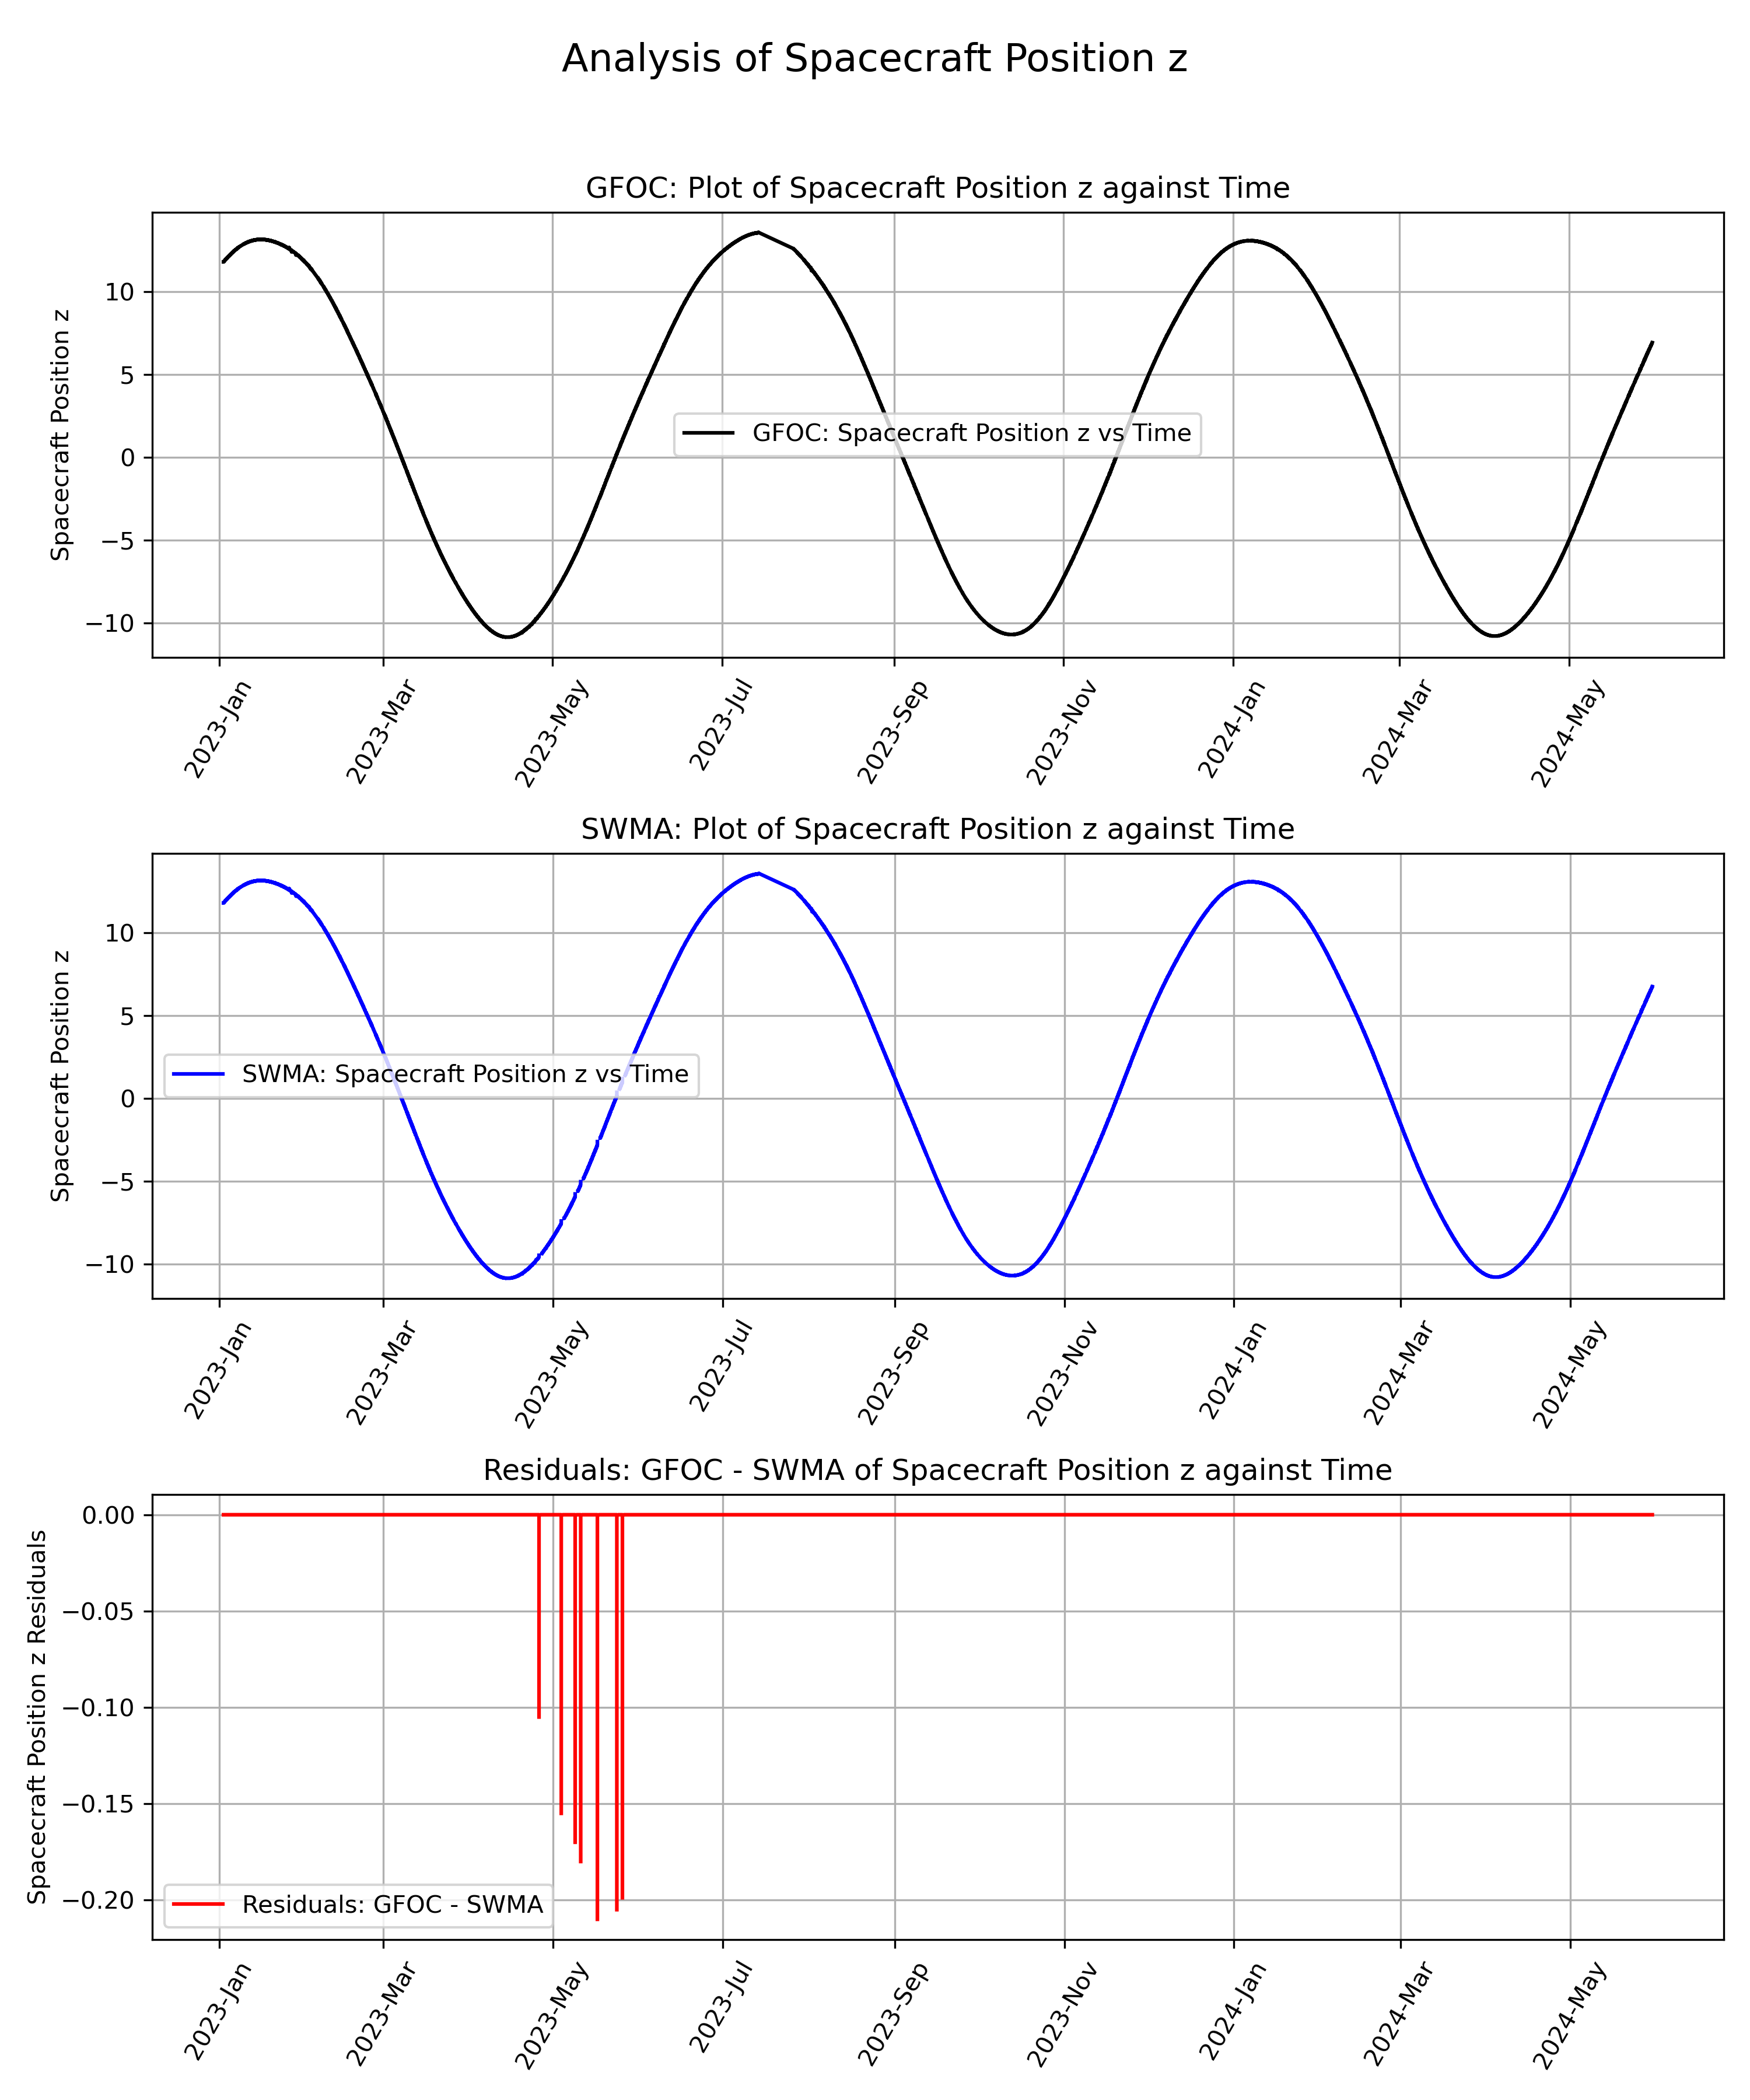 Analysis of Spacecraft Position z
GFOC: Plot of Spacecraft Position z against Time
Spacecraft Position z
10
5
0
−5
−10
GFOC: Spacecraft Position z vs Time
2023-Jan
2023-Mar
2023-May
2023-Jul
2023-Sep
2023-Nov
2024-Jan
2024-Mar
2024-May
SWMA: Plot of Spacecraft Position z against Time
Spacecraft Position z
10
5
0
−5
−10
SWMA: Spacecraft Position z vs Time
2023-Jan
2023-Mar
2023-May
2023-Jul
2023-Sep
2023-Nov
2024-Jan
2024-Mar
2024-May
Residuals: GFOC - SWMA of Spacecraft Position z against Time
Spacecraft Position z Residuals
0.00
−0.05
−0.10
−0.15
−0.20
Residuals: GFOC - SWMA
2023-Jan
2023-Mar
2023-May
2023-Jul
2023-Sep
2023-Nov
2024-Jan
2024-Mar
2024-May